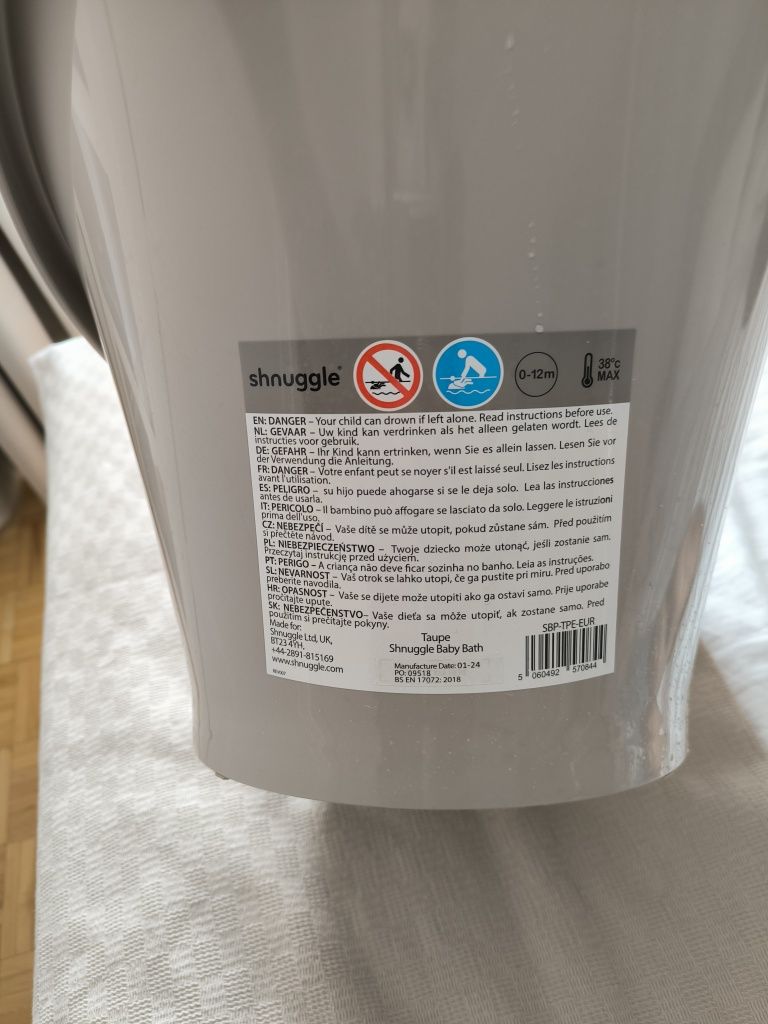 shnuggle®
0-12m
38°c
MAX
EN: DANGER – Your child can drown if left alone. Read instructions before use.
NL: GEVAAR – Uw kind kan verdrinken als het alleen gelaten wordt. Lees de
instructies voor gebruik.
DE: GEFAHR – Ihr Kind kann ertrinken, wenn Sie es allein lassen. Lesen Sie vor
der Verwendung die Anleitung.
FR: DANGER – Votre enfant peut se noyer s'il est laissé seul. Lisez les instructions
avant l'utilisation.
ES: PELIGRO – su hijo puede ahogarse si se le deja solo. Lea las instrucciones
antes de usarla.
IT: PERICOLO – Il bambino può affogare se lasciato da solo. Leggere le istruzioni
prima dell'uso.
CZ: NEBEZPEČÍ – Vaše dítě se může utopit, pokud zůstane sám. Před použitím
si přečtěte návod.
PL: NIEBEZPIECZEŃSTWO – Twoje dziecko może utonąć, jeśli zostanie sam.
Przeczytaj instrukcję przed użyciem.
PT: PERIGO – A criança não deve ficar sozinha no banho. Leia as instruções.
SL: NEVARNOST – Vaš otrok se lahko utopi, če ga pustite pri miru. Pred uporabo
preberite navodila.
HR: OPASNOST – Vaše se dijete može utopiti ako ga ostavi samo. Prije uporabe
pročitajte upute.
SK: NEBEZPEČENSTVO– Vaše dieťa sa môže utopiť, ak zostane samo. Pred
použitím si prečítajte pokyny.
Made for:
Shnuggle Ltd, UK,
BT23 4YH,
+44-2891-815169
www.shnuggle.com
REV007
Taupe
Shnuggle Baby Bath
Manufacture Date: 01-24
PO: 09518
BS EN 17072: 2018
SBP-TPE-EUR
5 060492 570844